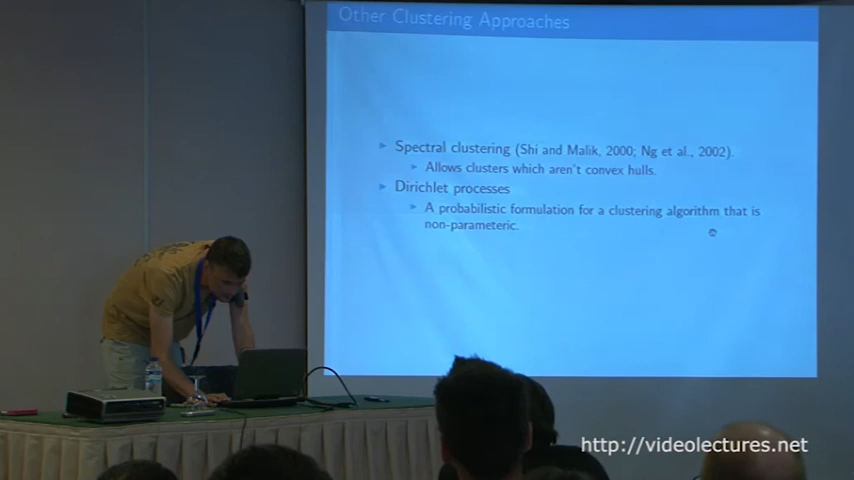 Other Clustering Approaches
Spectral clustering (Shi and Malik, 2000; Ng et al., 2002).
Allows clusters which aren't convex hulls.
Dirichlet processes
A probabilistic formulation for a clustering algorithm that is
non-parameteric.
http://videolectures.net